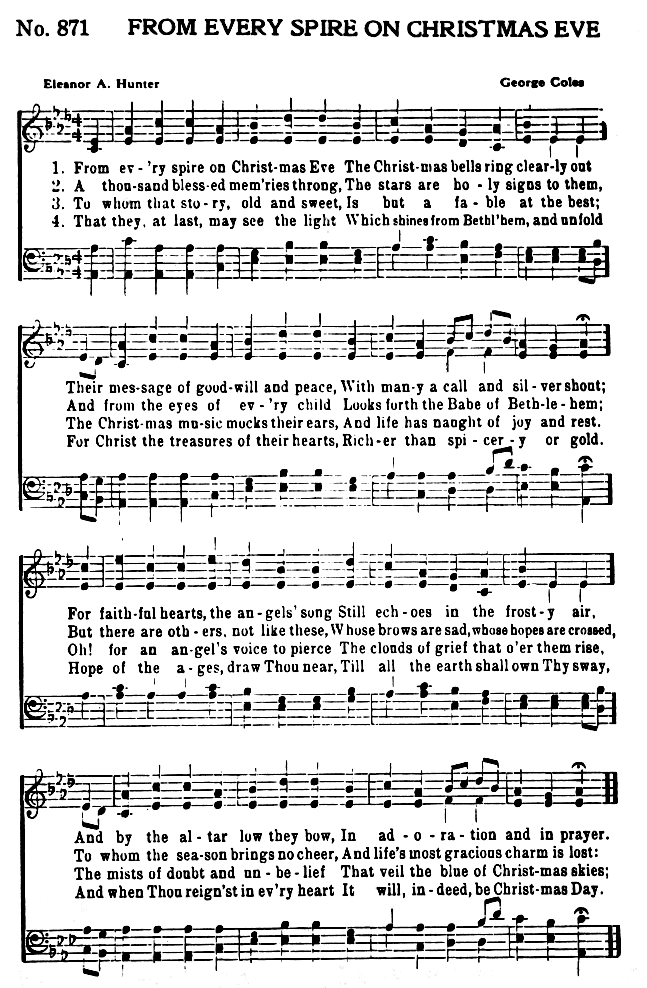 No. 871 FROM EVERY SPIRE ON CHRISTMAS EVE
Eleanor A. Hunter George Coles
1. From ev-'ry spire on Christ-mas Eve The Christ-mas bells ring clear-ly out
2. A thou-sand bless-ed mem'ries throng, The stars are ho-ly signs to them,
3. To whom that sto-ry, old and sweet, Is but a fa-ble at the best;
4. That they, at last, may see the light Which shines from Bethl'hem, and unfold
Their mes-sage of good-will and peace, With man-y a call and sil-ver shout;
And from the eyes of ev-'ry child Looks forth the Babe of Beth-le-hem;
The Christ-mas mu-sic mocks their ears, And life has naught of joy and rest.
For Christ the treasures of their hearts, Rich-er than spi-cer-y or gold.
For faith-ful hearts, the an-gels' song Still ech-oes in the frost-y air,
But there are oth-ers, not like these, Whose brows are sad, whose hopes are crossed,
Oh! for an an-gel's voice to pierce The clouds of grief that o'er them rise,
Hope of the a-ges, draw Thou near, Till all the earth shall own Thy sway,
And by the al-tar low they bow, In ad-o-ra-tion and in prayer.
To whom the sea-son brings no cheer, And life's most gracious charm is lost:
The mists of doubt and un-be-lief That veil the blue of Christ-mas skies;
And when Thou reign'st in ev'ry heart It will, in-deed, be Christ-mas Day.